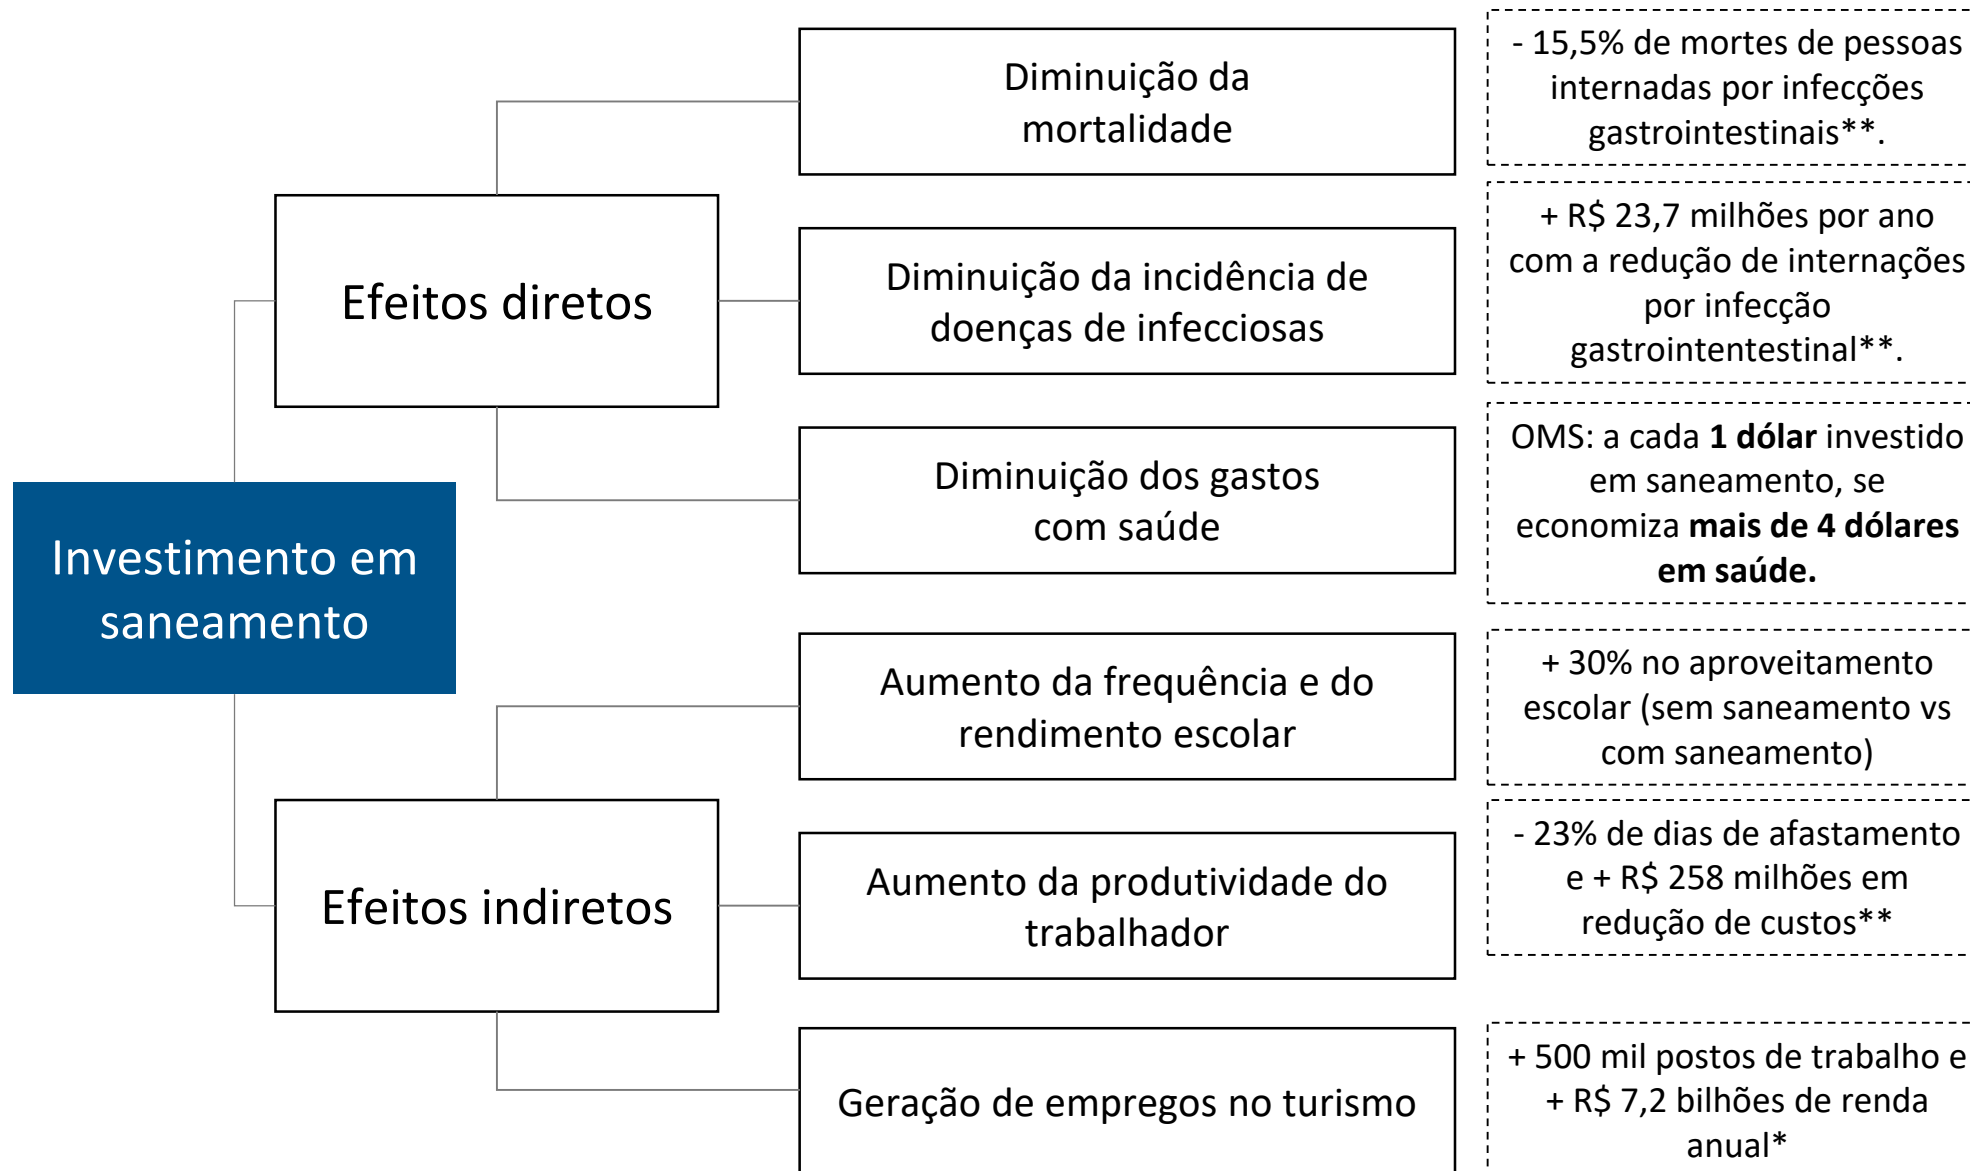 Investimento em
saneamento
Efeitos diretos
Diminuição da
mortalidade
- 15,5% de mortes de pessoas
internadas por infecções
gastrointestinais**.
Diminuição da incidência de
doenças de infecciosas
+ R$ 23,7 milhões por ano
com a redução de internações
por infecção
gastrointentestinal**.
Diminuição dos gastos
com saúde
OMS: a cada 1 dólar investido
em saneamento, se
economiza mais de 4 dólares
em saúde.
Efeitos indiretos
Aumento da frequência e do
rendimento escolar
+ 30% no aproveitamento
escolar (sem saneamento vs
com saneamento)
Aumento da produtividade do
trabalhador
- 23% de dias de afastamento
e + R$ 258 milhões em
redução de custos**
Geração de empregos no turismo
+ 500 mil postos de trabalho e
+ R$ 7,2 bilhões de renda
anual*